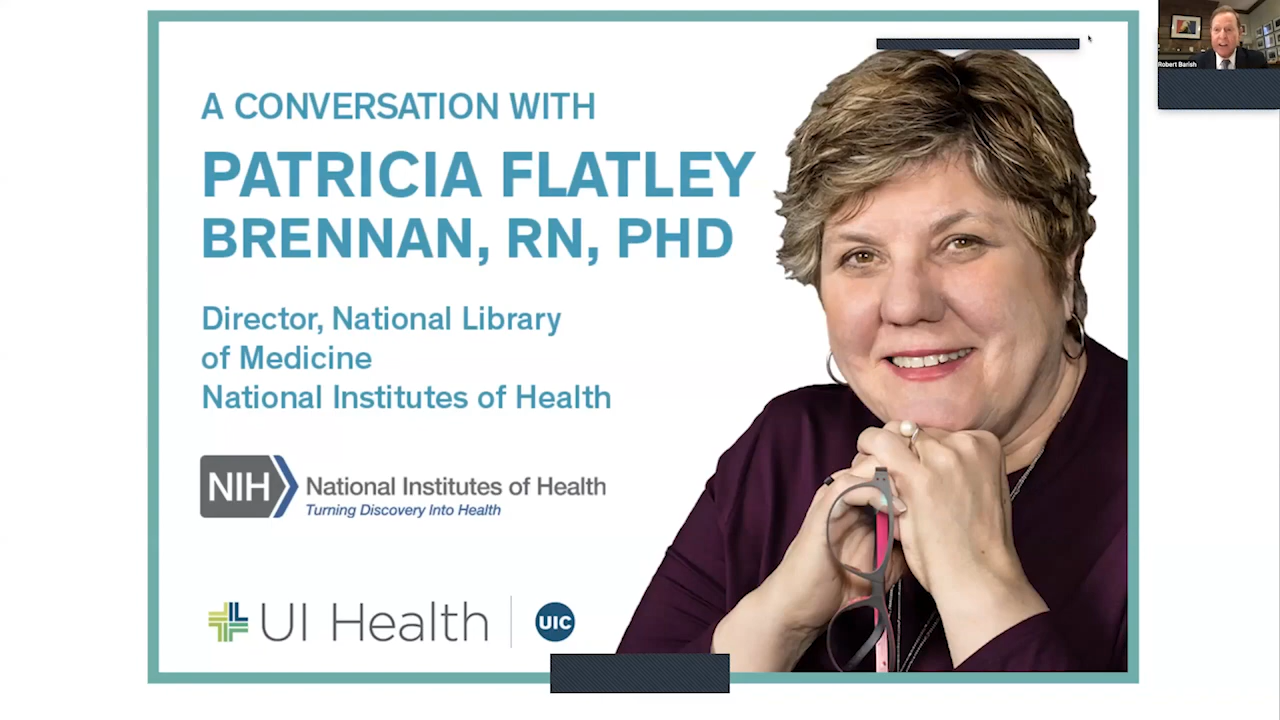 A CONVERSATION WITH
PATRICIA FLATLEY
BRENNAN, RN, PHD
Director, National Library
of Medicine
National Institutes of Health
NIH National Institutes of Health
Turning Discovery Into Health
UI Health UIC
Robert Barish